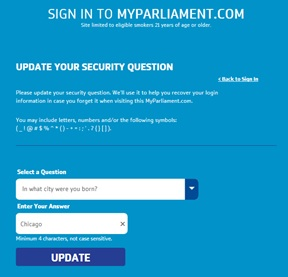 SIGN IN TO MYPARLIAMENT.COM
Site limited to eligible smokers 21 years of age or older.
UPDATE YOUR SECURITY QUESTION
< Back to Sign In
Please update your security question. We'll use it to help you recover your login
information in case you forget it when visiting this MyParliament.com.
You may include letters, numbers and/or the following symbols:
Select a Question
In what city were you born?
Enter Your Answer
Chicago
Minimum 4 characters, not case sensitive.
UPDATE